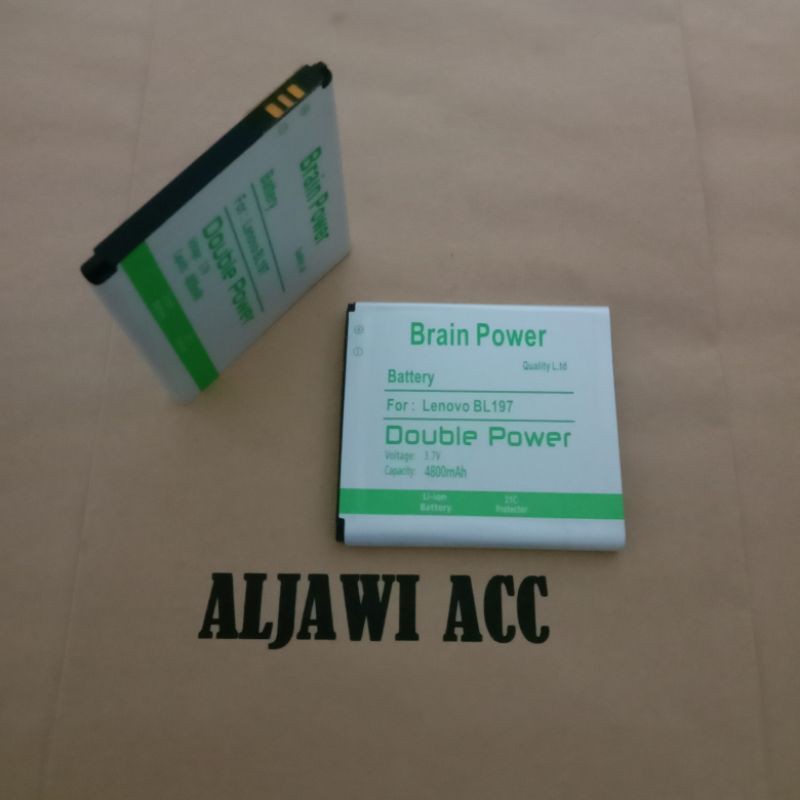 Brain Power
Battery
For: Lenovo BL197
Double Power
Brain Power
Quality L.td
Battery
For : Lenovo BL197
Double Power
Voltage: 3.7V
Capacity: 4800mAh
Li-ion
Battery
21C
Protector
ALJAWI ACC